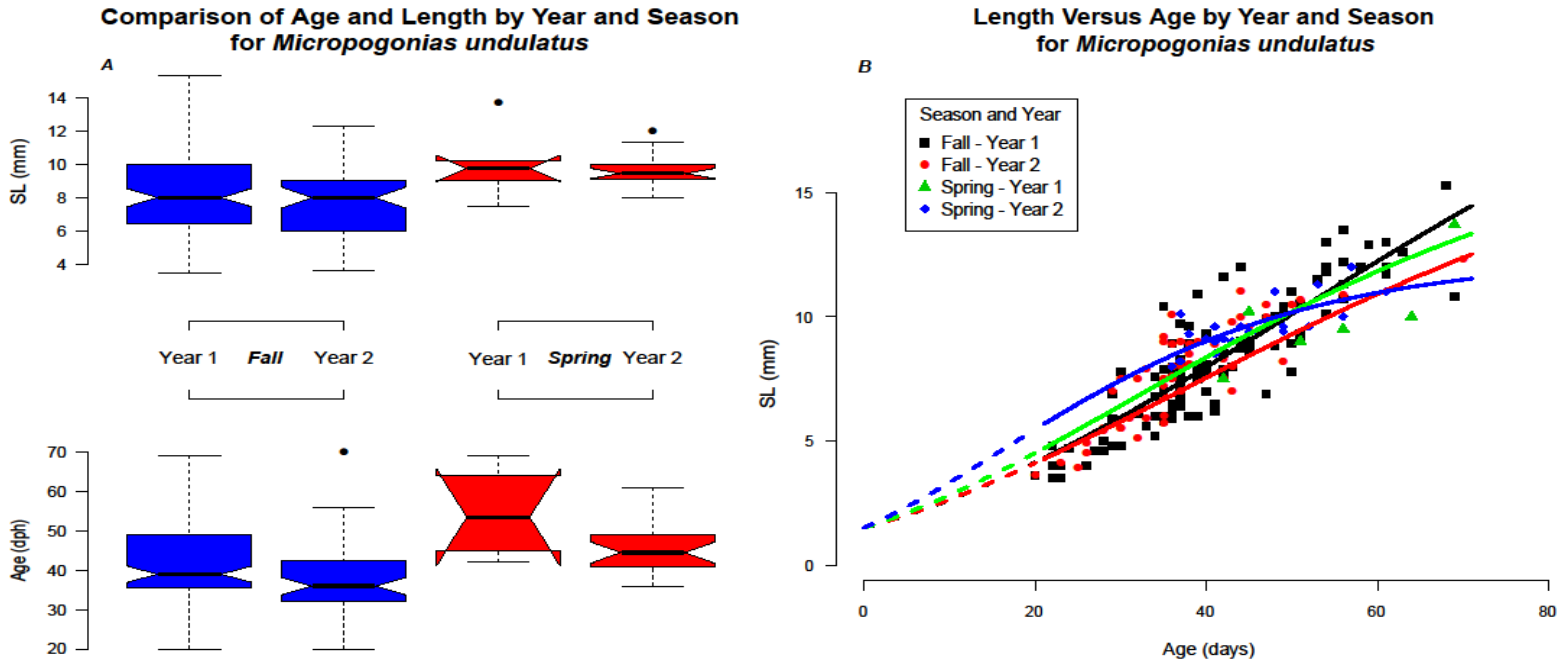 Comparison of Age and Length by Year and Season
for Micropogonias undulatus
A
14
12
10
8
6
4
SL (mm)
Year 1 Fall Year 2
Year 1 Spring Year 2
70
60
50
40
30
20
Age (dph)
Length Versus Age by Year and Season
for Micropogonias undulatus
B
Season and Year
Fall - Year 1
Fall - Year 2
Spring - Year 1
Spring - Year 2
15
10
5
0
SL (mm)
0 20 40 60 80
Age (days)